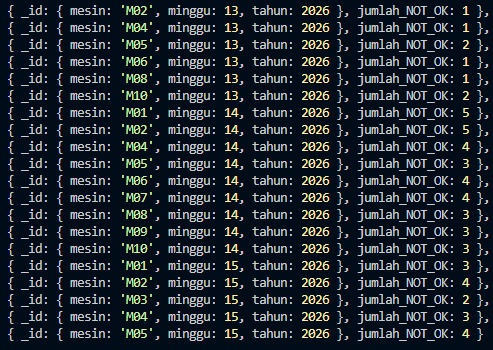 { _id: { mesin: 'M02', minggu: 13, tahun: 2026 }, jumlah_NOT_OK: 1 },
{ _id: { mesin: 'M04', minggu: 13, tahun: 2026 }, jumlah_NOT_OK: 1 },
{ _id: { mesin: 'M05', minggu: 13, tahun: 2026 }, jumlah_NOT_OK: 2 },
{ _id: { mesin: 'M06', minggu: 13, tahun: 2026 }, jumlah_NOT_OK: 1 },
{ _id: { mesin: 'M08', minggu: 13, tahun: 2026 }, jumlah_NOT_OK: 1 },
{ _id: { mesin: 'M10', minggu: 13, tahun: 2026 }, jumlah_NOT_OK: 2 },
{ _id: { mesin: 'M01', minggu: 14, tahun: 2026 }, jumlah_NOT_OK: 5 },
{ _id: { mesin: 'M02', minggu: 14, tahun: 2026 }, jumlah_NOT_OK: 5 },
{ _id: { mesin: 'M04', minggu: 14, tahun: 2026 }, jumlah_NOT_OK: 4 },
{ _id: { mesin: 'M05', minggu: 14, tahun: 2026 }, jumlah_NOT_OK: 3 },
{ _id: { mesin: 'M06', minggu: 14, tahun: 2026 }, jumlah_NOT_OK: 4 },
{ _id: { mesin: 'M07', minggu: 14, tahun: 2026 }, jumlah_NOT_OK: 4 },
{ _id: { mesin: 'M08', minggu: 14, tahun: 2026 }, jumlah_NOT_OK: 3 },
{ _id: { mesin: 'M09', minggu: 14, tahun: 2026 }, jumlah_NOT_OK: 3 },
{ _id: { mesin: 'M10', minggu: 14, tahun: 2026 }, jumlah_NOT_OK: 3 },
{ _id: { mesin: 'M01', minggu: 15, tahun: 2026 }, jumlah_NOT_OK: 3 },
{ _id: { mesin: 'M02', minggu: 15, tahun: 2026 }, jumlah_NOT_OK: 4 },
{ _id: { mesin: 'M03', minggu: 15, tahun: 2026 }, jumlah_NOT_OK: 2 },
{ _id: { mesin: 'M04', minggu: 15, tahun: 2026 }, jumlah_NOT_OK: 3 },
{ _id: { mesin: 'M05', minggu: 15, tahun: 2026 }, jumlah_NOT_OK: 4 }